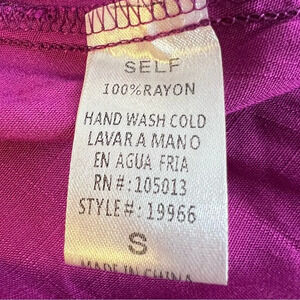 SELF
100%RAYON
HAND WASH COLD
LAVAR A MANO
EN AGUA FRIA
RN#:105013
STYLE#:19966
S
MADE IN CHINA